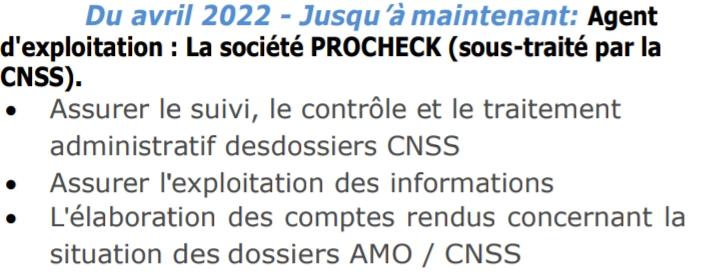 Du avril 2022 - Jusqu'à maintenant: Agent
d'exploitation : La société PROCHECK (sous-traité par la
CNSS).
• Assurer le suivi, le contrôle et le traitement
administratif desdossiers CNSS
• Assurer l'exploitation des informations
• L'élaboration des comptes rendus concernant la
situation des dossiers AMO / CNSS